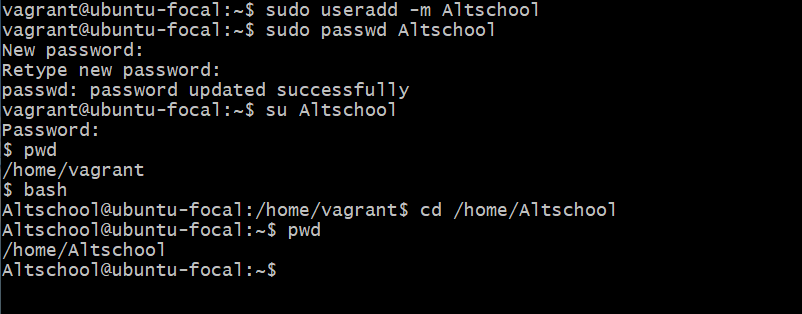 vagrant@ubuntu-focal:~$ sudo useradd -m Altschool
vagrant@ubuntu-focal:~$ sudo passwd Altschool
New password:
Retype new password:
passwd: password updated successfully
vagrant@ubuntu-focal:~$ su Altschool
Password:
$ pwd
/home/vagrant
$ bash
Altschool@ubuntu-focal:/home/vagrant$ cd /home/Altschool
Altschool@ubuntu-focal:~$ pwd
/home/Altschool
Altschool@ubuntu-focal:~$